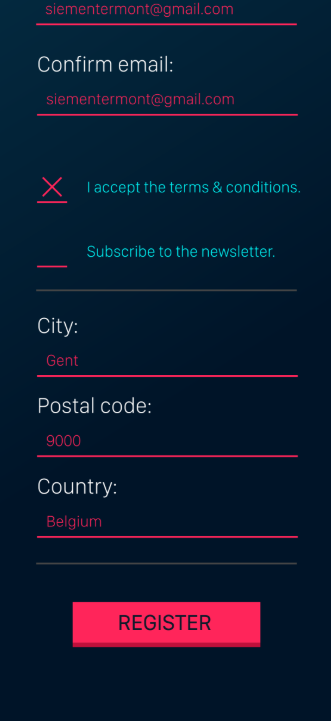 siementermont@gmail.com
Confirm email:
siementermont@gmail.com
I accept the terms & conditions.
Subscribe to the newsletter.
City:
Gent
Postal code:
9000
Country:
Belgium
REGISTER